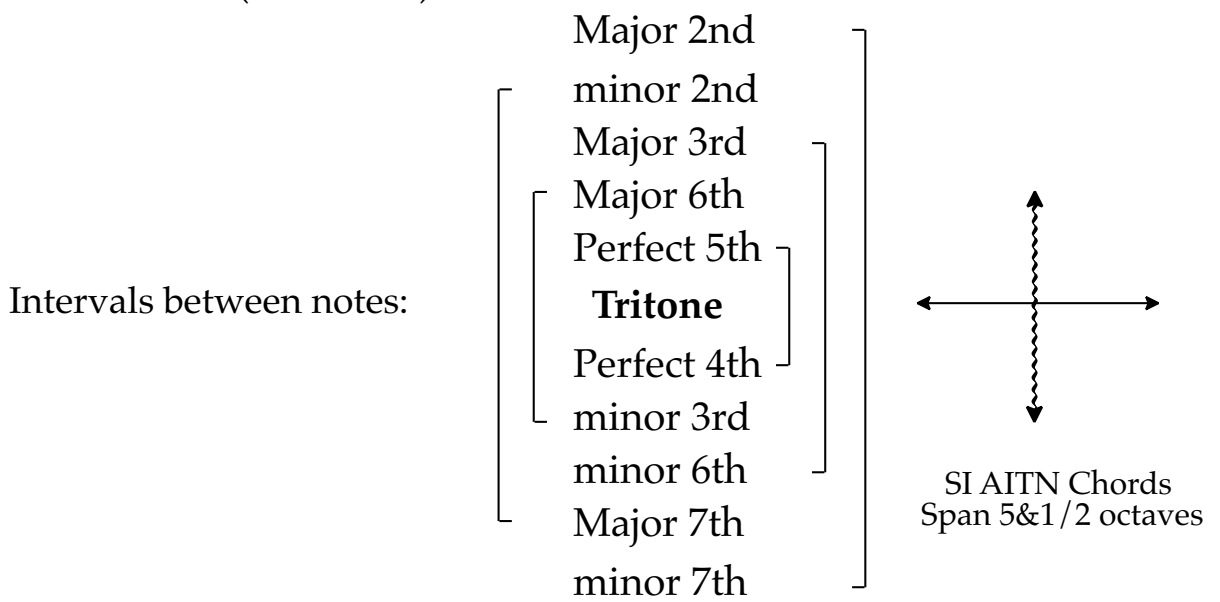 Major 2nd
minor 2nd
Major 3rd
Major 6th
Perfect 5th
Intervals between notes: Tritone
Perfect 4th
minor 3rd
minor 6th
Major 7th
minor 7th
SI AITN Chords
Span 5&1/2 octaves